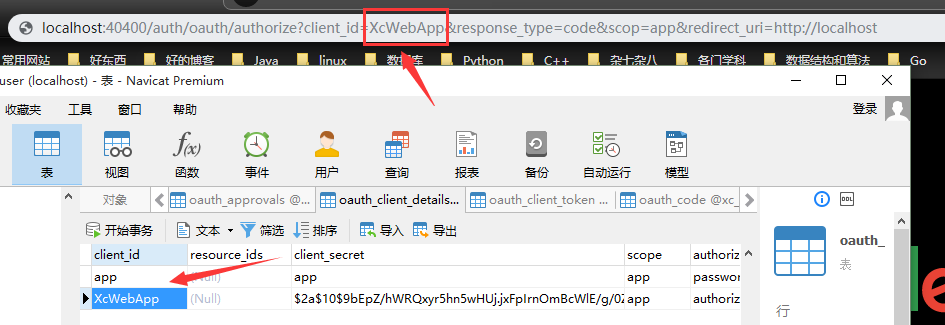 localhost:40400/auth/oauth/authorize?client_id=XcWebApp&response_type=code&scop=app&redirect_uri=http://localhost
常用网站 好东西 好的博客 Java linux 数据库 Python C++ 杂七杂八 各门学科 数据结构和算法 Go
user (localhost) - 表 - Navicat Premium
收藏夹 工具 窗口 帮助 登录
表 视图 函数 事件 用户 查询 报表 备份 自动运行 模型
对象 oauth_approvals @... oauth_client_details... oauth_client_token ... oauth_code @xc_... DDL
开始事务 文本 筛选 排序 导入 导出
client_id resource_ids client_secret scope authoriz
app (Null) app app passwor
XcWebApp (Null) $2a$10$9bEpZ/hWRQxyr5hn5wHUj.jxFpIrnOmBcWlE/g/0Z app authoriz
oauth_
表
行